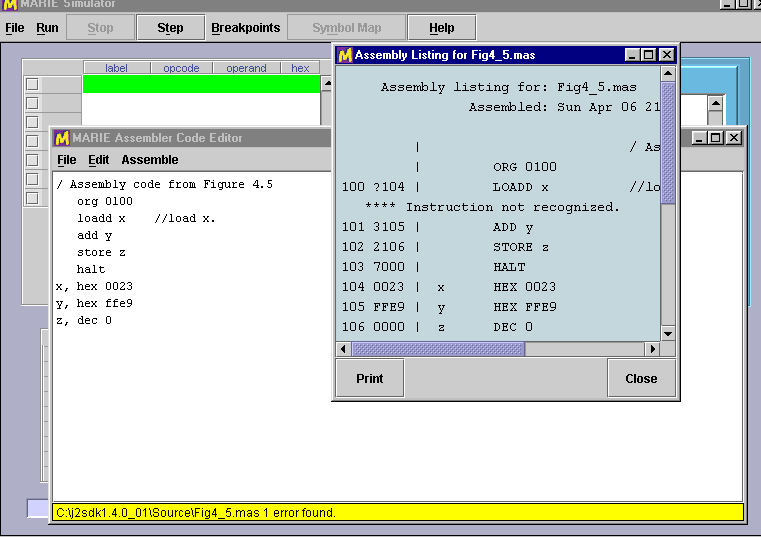 MARIE Simulator
File Run Stop Step Breakpoints Symbol Map Help
label opcode operand hex
MARIE Assembler Code Editor
File Edit Assemble
/ Assembly code from Figure 4.5
org 0100
loadd x //load x.
add y
store z
halt
x, hex 0023
y, hex ffe9
z, dec 0
C:\j2sdk1.4.0_01\Source\Fig4_5.mas 1 error found.
Assembly Listing for Fig4_5.mas
Assembly listing for: Fig4_5.mas
Assembled: Sun Apr 06 21
| / As
| ORG 0100
100 ?104 | LOADD x //lo
**** Instruction not recognized.
101 3105 | ADD y
102 2106 | STORE z
103 7000 | HALT
104 0023 | x HEX 0023
105 FFE9 | y HEX FFE9
106 0000 | z DEC 0
Print Close